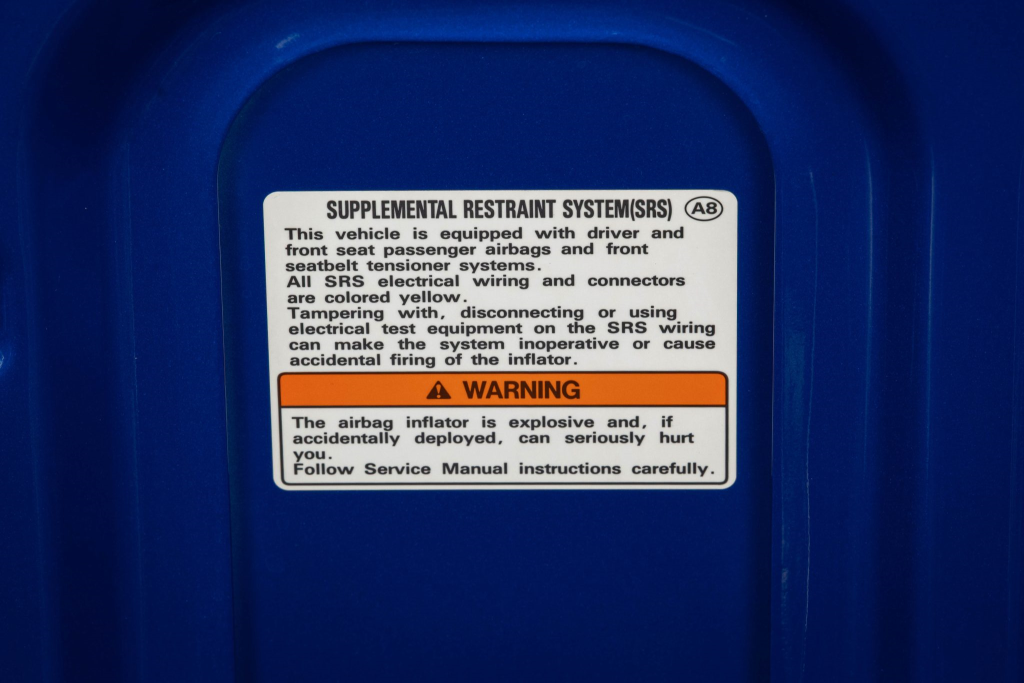 SUPPLEMENTAL RESTRAINT SYSTEM(SRS) A8
This vehicle is equipped with driver and
front seat passenger airbags and front
seatbelt tensioner systems.
All SRS electrical wiring and connectors
are colored yellow.
Tampering with, disconnecting or using
electrical test equipment on the SRS wiring
can make the system inoperative or cause
accidental firing of the inflator.
WARNING
The airbag inflator is explosive and, if
accidentally deployed, can seriously hurt
you.
Follow Service Manual instructions carefully.